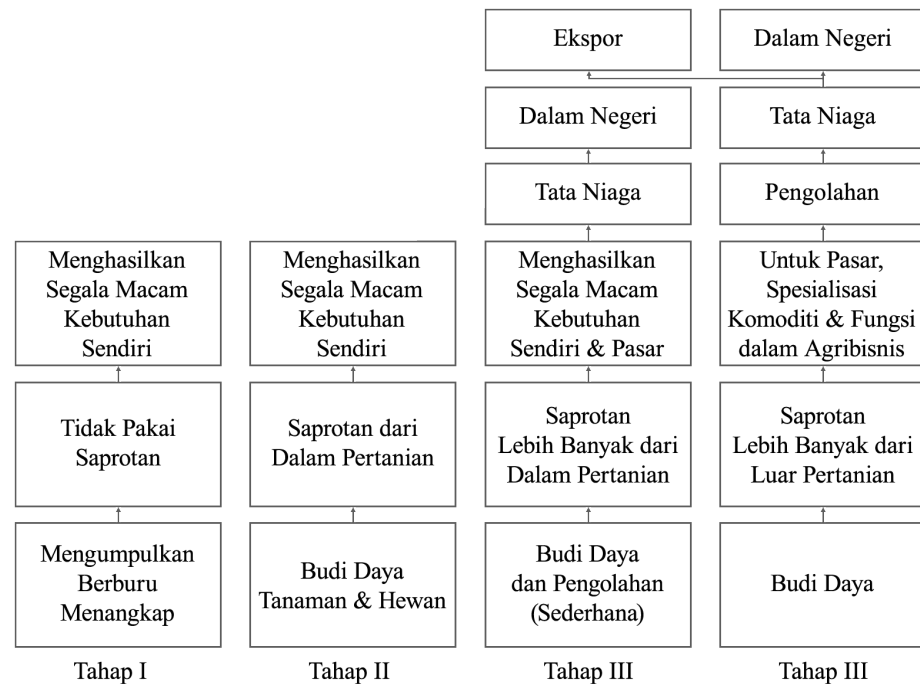 Ekspor
Dalam Negeri
Dalam Negeri
Tata Niaga
Tata Niaga
Pengolahan
Menghasilkan
Segala Macam
Kebutuhan
Sendiri
Menghasilkan
Segala Macam
Kebutuhan
Sendiri
Menghasilkan
Segala Macam
Kebutuhan
Sendiri & Pasar
Untuk Pasar,
Spesialisasi
Komoditi & Fungsi
dalam Agribisnis
Tidak Pakai
Saprotan
Saprotan dari
Dalam Pertanian
Saprotan
Lebih Banyak dari
Dalam Pertanian
Saprotan
Lebih Banyak dari
Luar Pertanian
Mengumpulkan
Berburu
Menangkap
Budi Daya
Tanaman & Hewan
Budi Daya
dan Pengolahan
(Sederhana)
Budi Daya
Tahap I
Tahap II
Tahap III
Tahap III